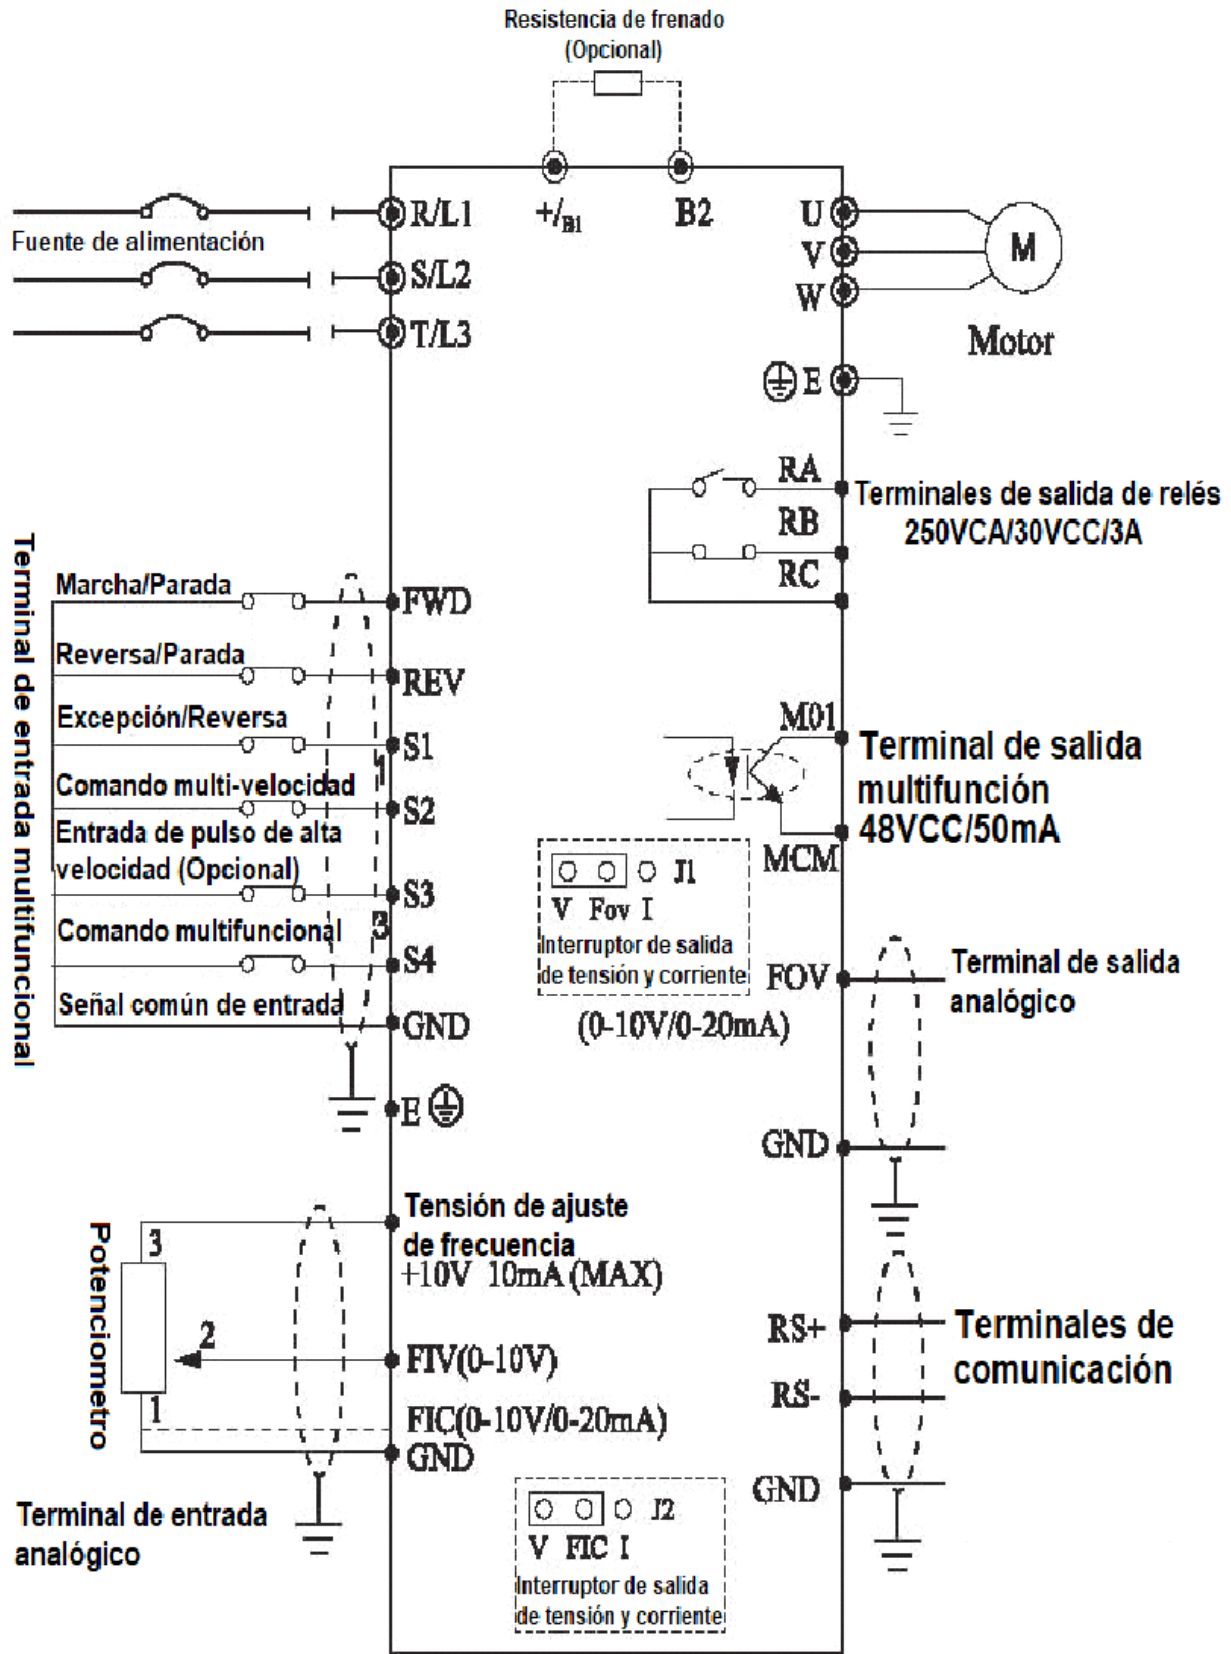 Resistencia de frenado
(Opcional)
R/L1
+/B1
B2
U
Fuente de alimentación
V
M
S/L2
W
T/L3
Motor
E
RA
Terminales de salida de relés
250VCA/30VCC/3A
RB
RC
Terminal de entrada multifuncional
Marcha/Parada
FWD
Reversa/Parada
REV
Excepción/Reversa
S1
1
Comando multi-velocidad
S2
Entrada de pulso de alta
velocidad (Opcional)
S3
Comando multifuncional
3
S4
Señal común de entrada
GND
E
M01
Terminal de salida
multifunción
48VCC/50mA
MCM
J1
V Fov I
Interruptor de salida
de tensión y corriente
FOV
(0-10V/0-20mA)
Terminal de salida
analógico
GND
Potenciometro
3
2
1
Tensión de ajuste
de frecuencia
+10V 10mA (MAX)
FIV(0-10V)
FIC(0-10V/0-20mA)
GND
RS+
Terminales de
comunicación
RS-
GND
Terminal de entrada
analógico
J2
V FIC I
Interruptor de salida
de tensión y corriente